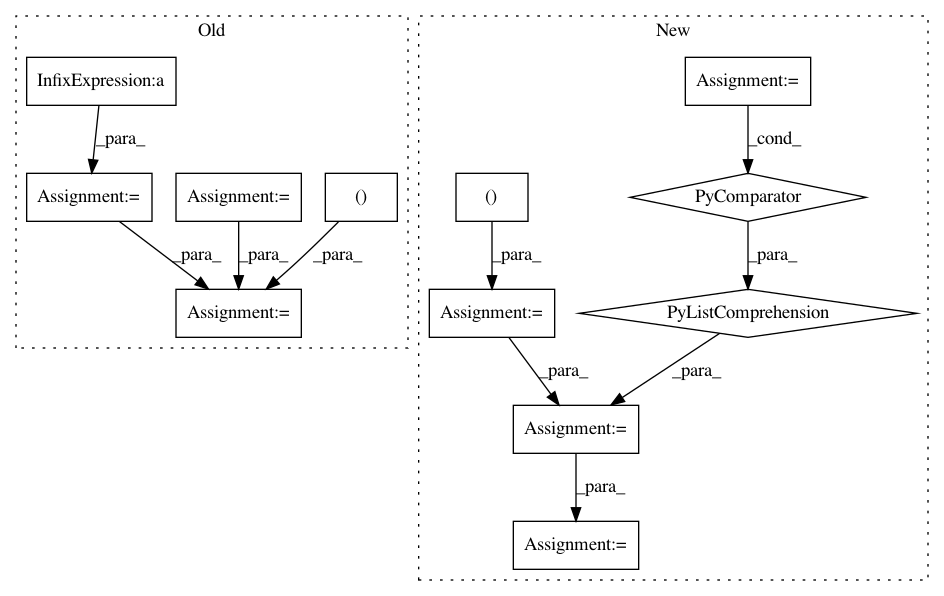 Old
New
InfixExpression:a
Assignment:=
_para_
_cond_
Assignment:=
Assignment:=
()
()
PyComparator
_para_
_para_
_para_
_para_
_para_
Assignment:=
Assignment:=
PyListComprehension
_para_
_para_
Assignment:=
_para_
Assignment:=